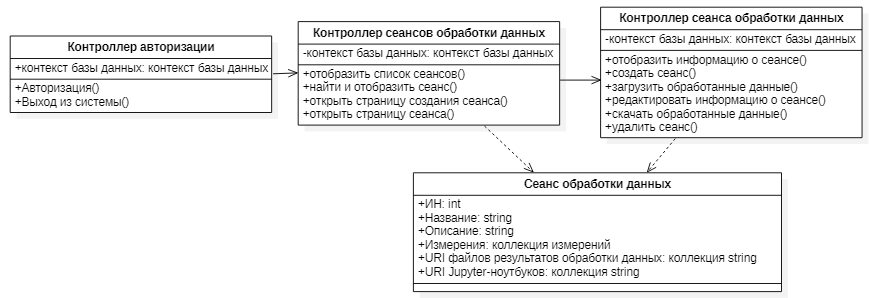 Контроллер авторизации
+контекст базы данных: контекст базы данных
+Авторизация()
+Выход из системы()
Контроллер сеансов обработки данных
-контекст базы данных: контекст базы данных
+отобразить список сеансов()
+найти и отобразить сеанс()
+открыть страницу создания сеанса()
+открыть страницу сеанса()
Контроллер сеанса обработки данных
-контекст базы данных: контекст базы данных
+отобразить информацию о сеансе()
+создать сеанс()
+загрузить обработанные данные()
+редактировать информацию о сеансе()
+скачать обработанные данные()
+удалить сеанс()
Сеанс обработки данных
+ИН: int
+Название: string
+Описание: string
+Измерения: коллекция измерений
+URI файлов результатов обработки данных: коллекция string
+URI Jupyter-ноутбуков: коллекция string